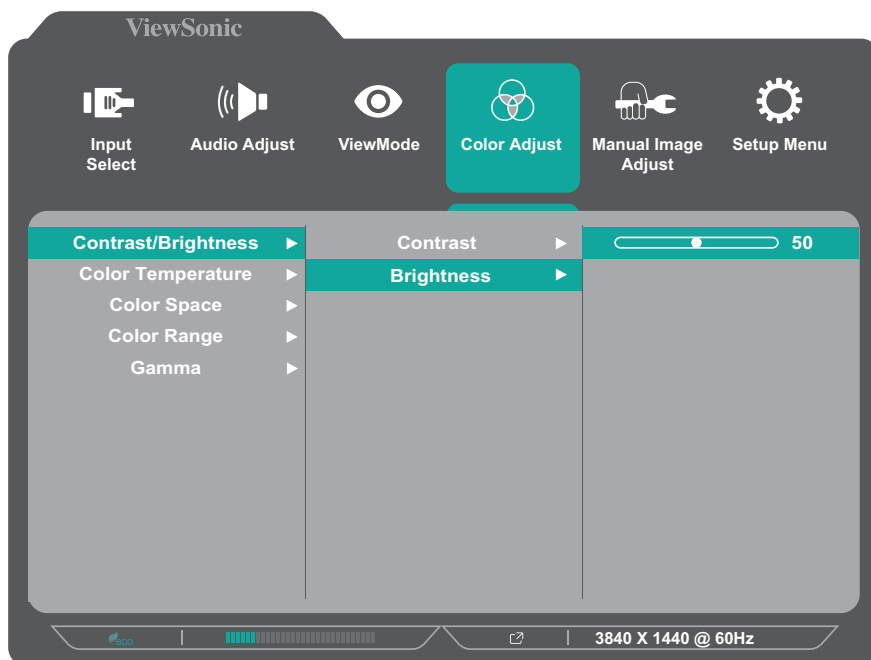 ViewSonic
Input Select
Audio Adjust
ViewMode
Color Adjust
Manual Image Adjust
Setup Menu
Contrast/Brightness
Contrast
50
Color Temperature
Brightness
Color Space
Color Range
Gamma
eco
3840 X 1440 @ 60Hz